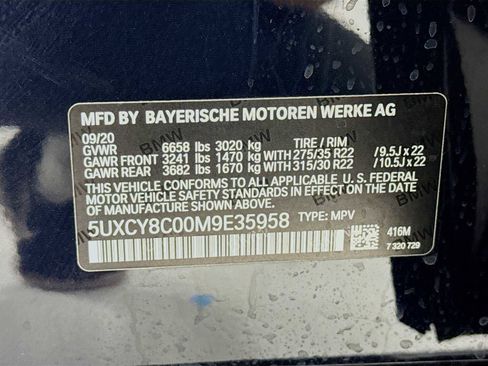 MFD BY BAYERISCHE MOTOREN WERKE AG
09/20
GVWR 6658 lbs 3020 kg TIRE / RIM
GAWR FRONT 3241 lbs 1470 kg WITH 275/35 R22 /9.5J x 22
GAWR REAR 3682 lbs 1670 kg WITH 315/30 R22 /10.5J x 22
THIS VEHICLE CONFORMS TO ALL APPLICABLE U.S. FEDERAL
MOTOR VEHICLE SAFETY STANDARDS IN EFFECT ON THE DATE OF
MANUFACTURE SHOWN ABOVE.
5UXCY8C00M9E35958 TYPE: MPV
416M
7 320 729